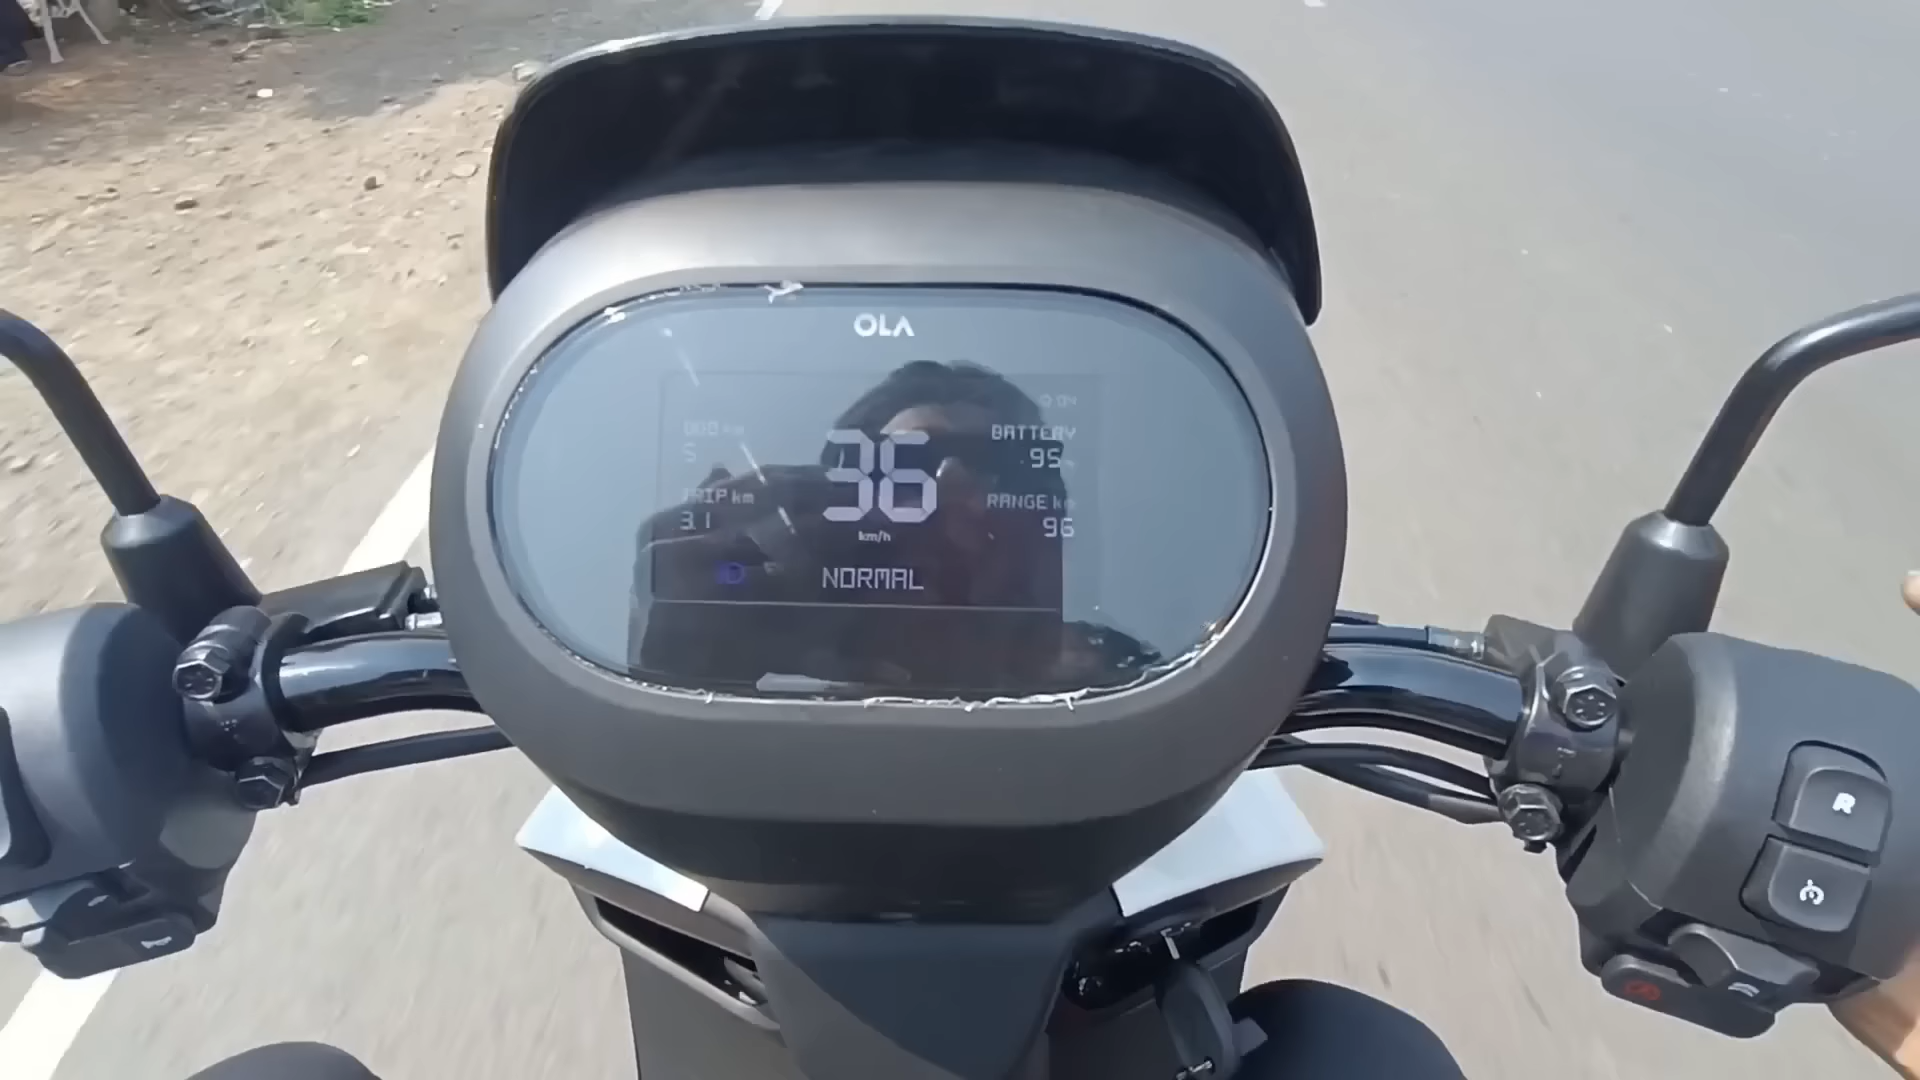 OLA
ODO km
5
TRIP km
3.1
36
km/h
BATTERY
95
RANGE km
96
NORMAL
R